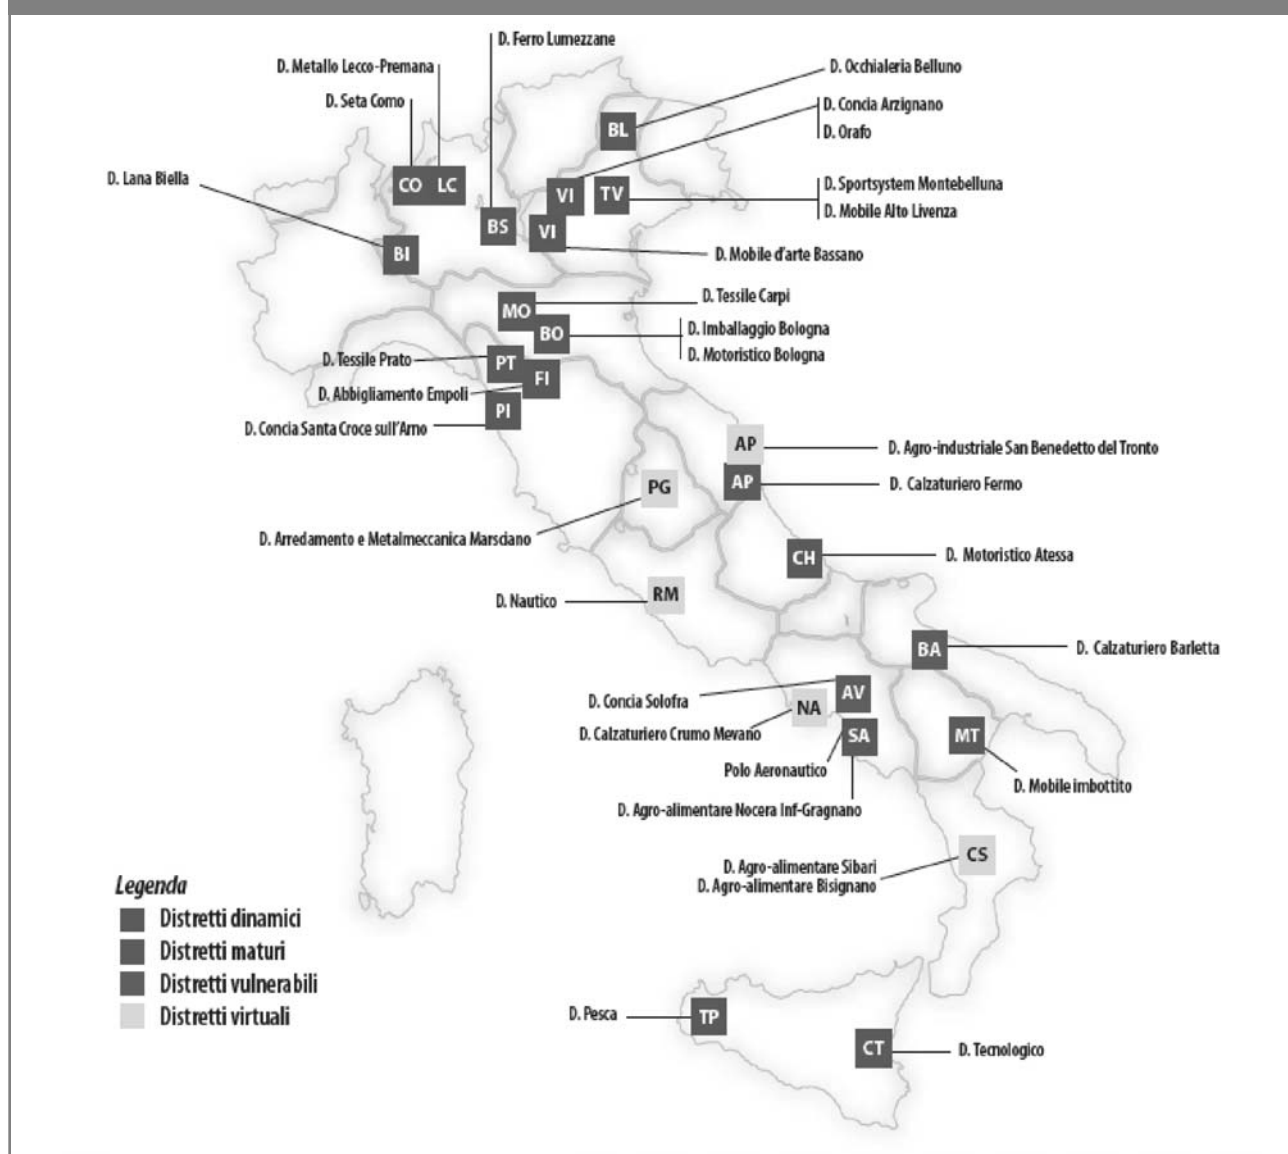 D. Ferro Lumezzane
D. Metallo Lecco-Premana
D. Occhialeria Belluno
D. Seta Como
D. Concia Arzignano
BL
D. Orafo
D. Lana Biella
CO
LC
VI
TV
D. Sportsystem Montebelluna
D. Mobile Alto Livenza
BS
VI
BI
D. Mobile d'arte Bassano
D. Tessile Carpi
MO
BO
D. Imballaggio Bologna
D. Motoristico Bologna
D. Tessile Prato
PT
FI
D. Abbigliamento Empoli
PI
D. Concia Santa Croce sull'Arno
AP
D. Agro-industriale San Benedetto del Tronto
AP
D. Calzaturiero Fermo
PG
D. Arredamento e Metalmeccanica Marsciano
CH
D. Motoristico Atessa
RM
D. Nautico
BA
D. Calzaturiero Barletta
D. Concia Solofra
AV
NA
D. Calzaturiero Crumo Mevano
SA
MT
Polo Aeronautico
D. Mobile imbottito
D. Agro-alimentare Nocera Inf-Gragnano
CS
D. Agro-alimentare Sibari
D. Agro-alimentare Bisignano
Legenda
Distretti dinamici
Distretti maturi
Distretti vulnerabili
Distretti virtuali
D. Pesca
TP
CT
D. Tecnologico